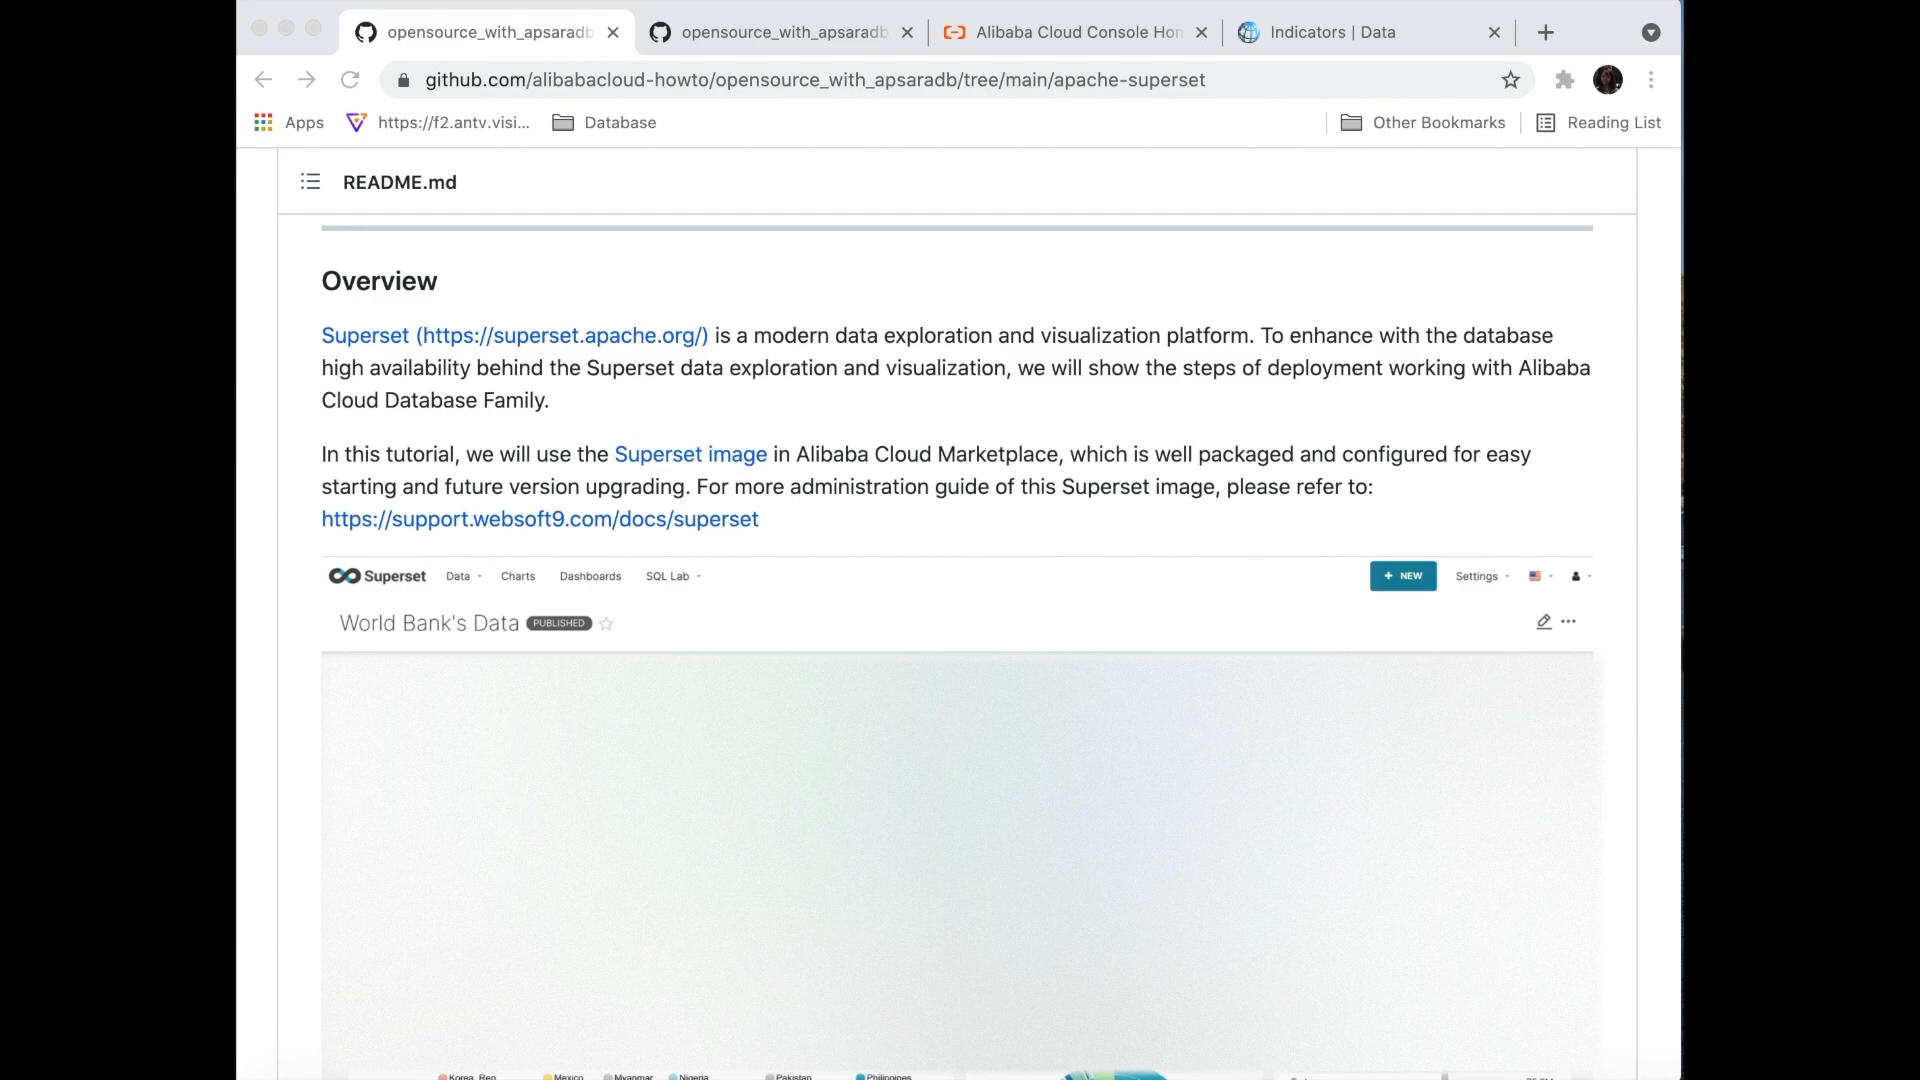 opensource_with_apsaradb
opensource_with_apsaradb
Alibaba Cloud Console Hom
Indicators | Data
github.com/alibabacloud-howto/opensource_with_apsaradb/tree/main/apache-superset
Apps
https://f2.antv.visi...
Database
Other Bookmarks
Reading List
README.md
Overview
Superset (https://superset.apache.org/) is a modern data exploration and visualization platform. To enhance with the database
high availability behind the Superset data exploration and visualization, we will show the steps of deployment working with Alibaba
Cloud Database Family.
In this tutorial, we will use the Superset image in Alibaba Cloud Marketplace, which is well packaged and configured for easy
starting and future version upgrading. For more administration guide of this Superset image, please refer to:
https://support.websoft9.com/docs/superset
Superset Data Charts Dashboards SQL Lab + NEW Settings
World Bank's Data PUBLISHED
Korea, Rep. Mexico Myanmar Nigeria Pakistan Philippines